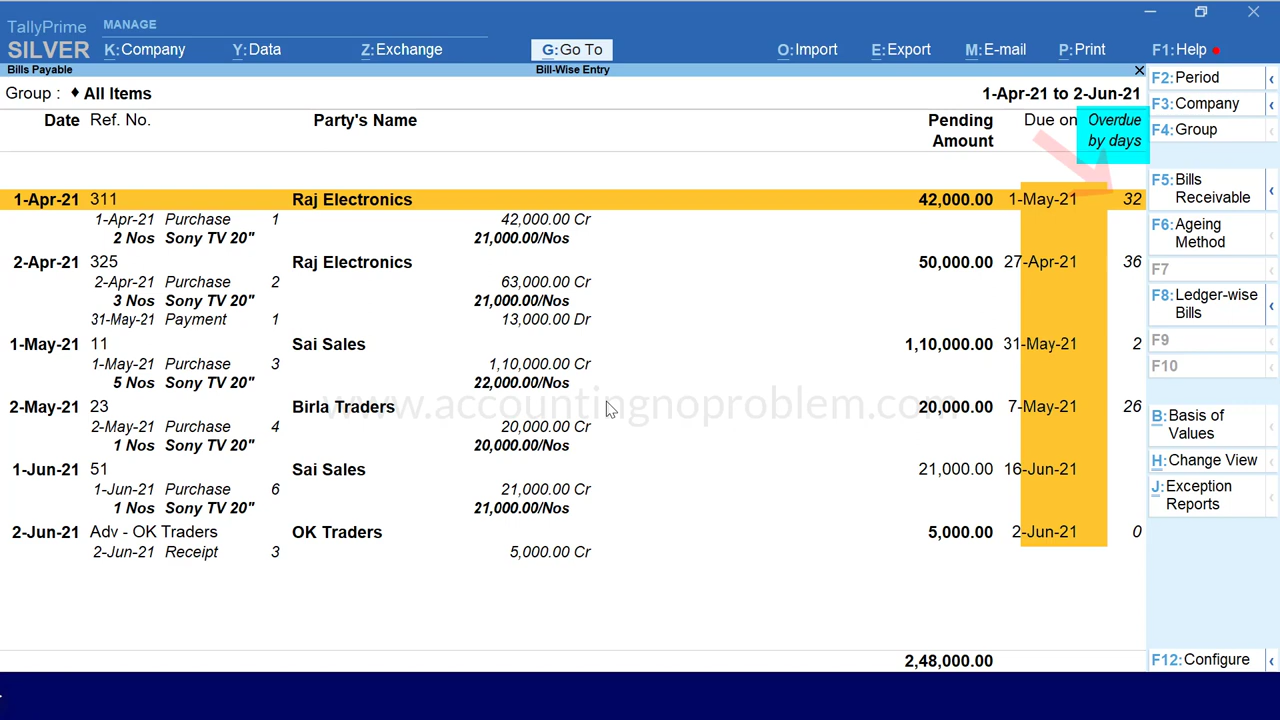 TallyPrime MANAGE
SILVER K:Company Y:Data Z:Exchange G:Go To O:Import E:Export M:E-mail P:Print F1:Help
Bills Payable Bill-Wise Entry
Group : ♦ All Items 1-Apr-21 to 2-Jun-21
Date Ref. No. Party's Name Pending Amount Due on Overdue by days
1-Apr-21 311 Raj Electronics 42,000.00 1-May-21 32
1-Apr-21 Purchase 1 42,000.00 Cr
2 Nos Sony TV 20" 21,000.00/Nos
2-Apr-21 325 Raj Electronics 50,000.00 27-Apr-21 36
2-Apr-21 Purchase 2 63,000.00 Cr
3 Nos Sony TV 20" 21,000.00/Nos
31-May-21 Payment 1 13,000.00 Dr
1-May-21 11 Sai Sales 1,10,000.00 31-May-21 2
1-May-21 Purchase 3 1,10,000.00 Cr
5 Nos Sony TV 20" 22,000.00/Nos
2-May-21 23 Birla Traders 20,000.00 7-May-21 26
2-May-21 Purchase 4 20,000.00 Cr
1 Nos Sony TV 20" 20,000.00/Nos
1-Jun-21 51 Sai Sales 21,000.00 16-Jun-21
1-Jun-21 Purchase 6 21,000.00 Cr
1 Nos Sony TV 20" 21,000.00/Nos
2-Jun-21 Adv - OK Traders OK Traders 5,000.00 2-Jun-21 0
2-Jun-21 Receipt 3 5,000.00 Cr
2,48,000.00
www.accountingnoproblem.com
F2:Period
F3:Company
F4:Group
F5:Bills
Receivable
F6:Ageing
Method
F7
F8:Ledger-wise
Bills
F9
F10
B:Basis of
Values
H:Change View
J:Exception
Reports
F12:Configure